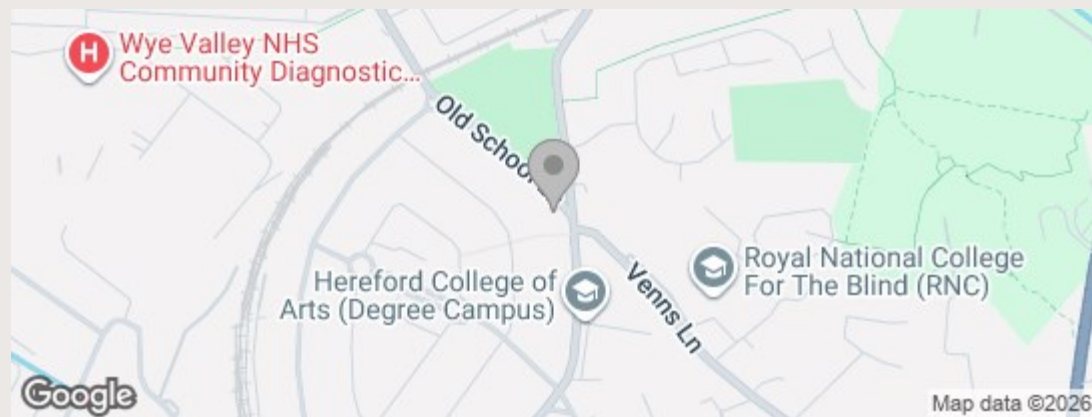 Wye Valley NHS
Community Diagnostic...
Old School
Hereford College of
Arts (Degree Campus)
Venns Ln
Royal National College
For The Blind (RNC)
Google
Map data ©2026